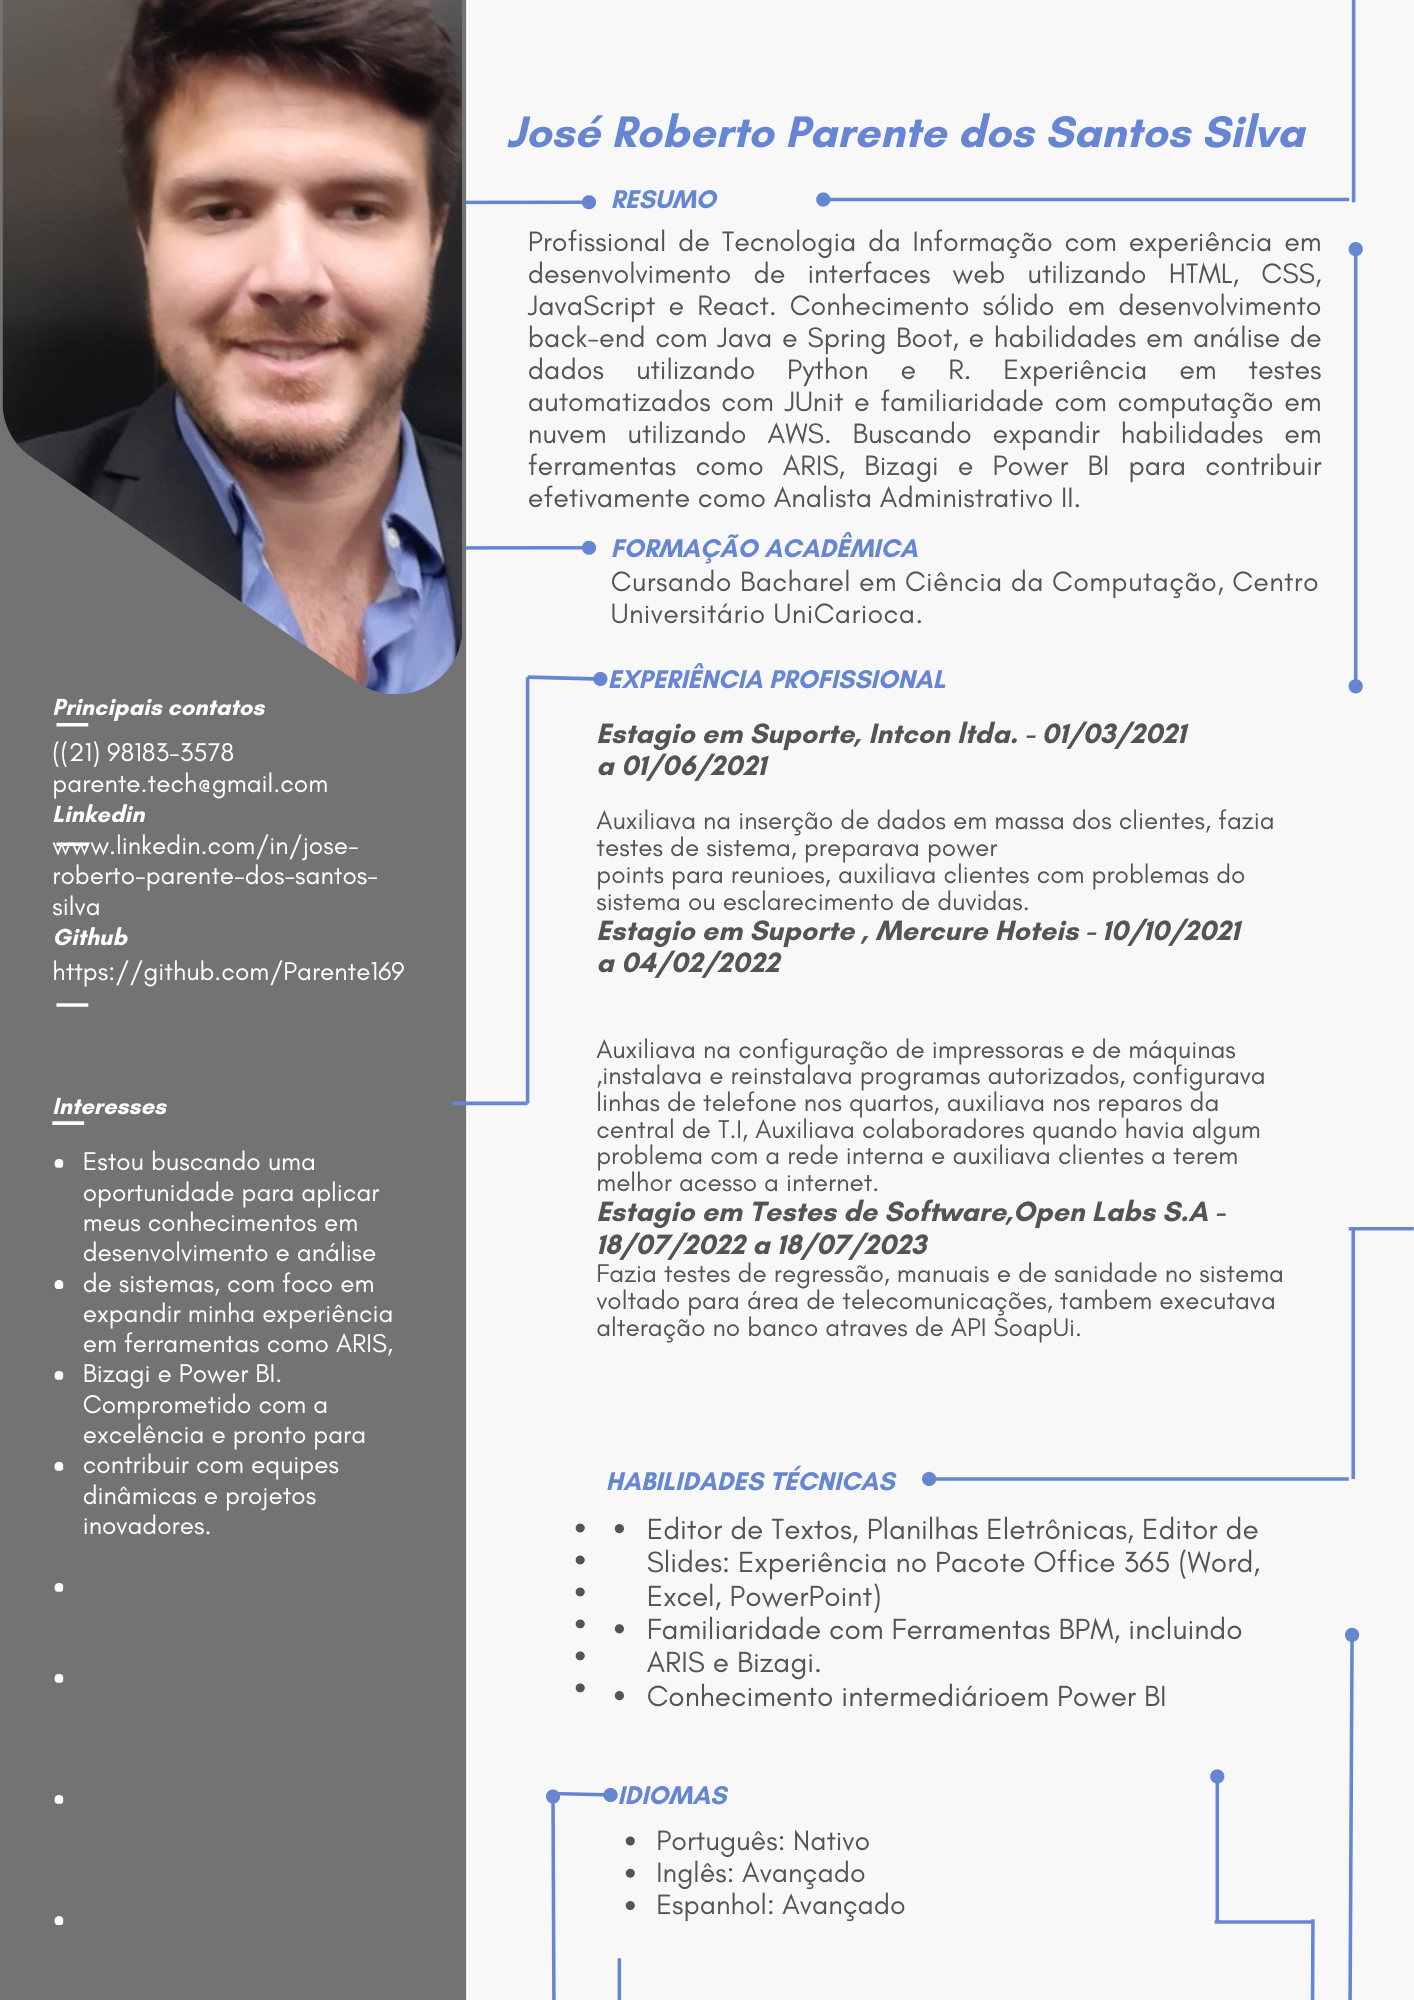 José Roberto Parente dos Santos Silva
RESUMO
Profissional de Tecnologia da Informação com experiência em
desenvolvimento de interfaces web utilizando HTML, CSS,
JavaScript e React. Conhecimento sólido em desenvolvimento
back-end com Java e Spring Boot, e habilidades em análise de
dados utilizando Python e R. Experiência em testes
automatizados com JUnit e familiaridade com computação em
nuvem utilizando AWS. Buscando expandir habilidades em
ferramentas como ARIS, Bizagi e Power BI para contribuir
efetivamente como Analista Administrativo II.
FORMAÇÃO ACADÊMICA
Cursando Bacharel em Ciência da Computação, Centro
Universitário UniCarioca.
EXPERIÊNCIA PROFISSIONAL
Estagio em Suporte, Intcon ltda. - 01/03/2021
a 01/06/2021
Auxiliava na inserção de dados em massa dos clientes, fazia
testes de sistema, preparava power
points para reunioes, auxiliava clientes com problemas do
sistema ou esclarecimento de duvidas.
Estagio em Suporte , Mercure Hoteis - 10/10/2021
a 04/02/2022
Auxiliava na configuração de impressoras e de máquinas
,instalava e reinstalava programas autorizados, configurava
linhas de telefone nos quartos, auxiliava nos reparos da
central de T.I, Auxiliava colaboradores quando havia algum
problema com a rede interna e auxiliava clientes a terem
melhor acesso a internet.
Estagio em Testes de Software,Open Labs S.A -
18/07/2022 a 18/07/2023
Fazia testes de regressão, manuais e de sanidade no sistema
voltado para área de telecomunicações, tambem executava
alteração no banco atraves de API SoapUi.
HABILIDADES TÉCNICAS
• Editor de Textos, Planilhas Eletrônicas, Editor de
Slides: Experiência no Pacote Office 365 (Word,
Excel, PowerPoint)
• Familiaridade com Ferramentas BPM, incluindo
ARIS e Bizagi.
• Conhecimento intermediárioem Power BI
IDIOMAS
• Português: Nativo
• Inglês: Avançado
• Espanhol: Avançado
Principais contatos
((21) 98183-3578
parente.tech@gmail.com
Linkedin
www.linkedin.com/in/jose-
roberto-parente-dos-santos-
silva
Github
https://github.com/Parente169
Interesses
• Estou buscando uma
oportunidade para aplicar
meus conhecimentos em
desenvolvimento e análise
• de sistemas, com foco em
expandir minha experiência
em ferramentas como ARIS,
• Bizagi e Power BI.
Comprometido com a
excelência e pronto para
• contribuir com equipes
dinâmicas e projetos
inovadores.